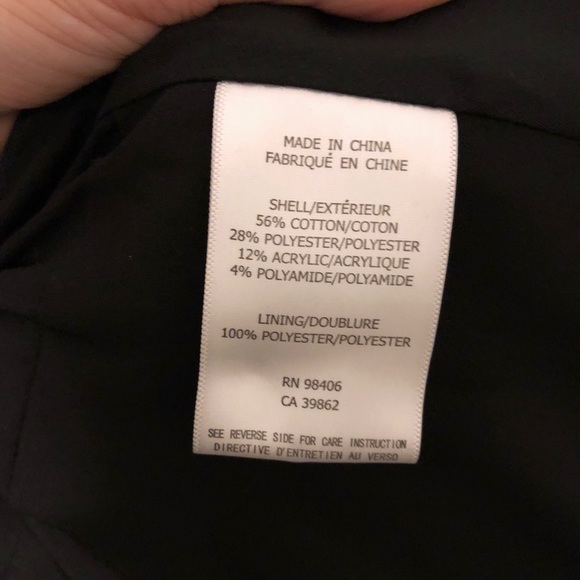 MADE IN CHINA
FABRIQUÉ EN CHINE
SHELL/EXTÉRIEUR
56% COTTON/COTON
28% POLYESTER/POLYESTER
12% ACRYLIC/ACRYLIQUE
4% POLYAMIDE/POLYAMIDE
LINING/DOUBLURE
100% POLYESTER/POLYESTER
RN 98406
CA 39862
SEE REVERSE SIDE FOR CARE INSTRUCTION
DIRECTIVE D'ENTRETIEN AU VERSO